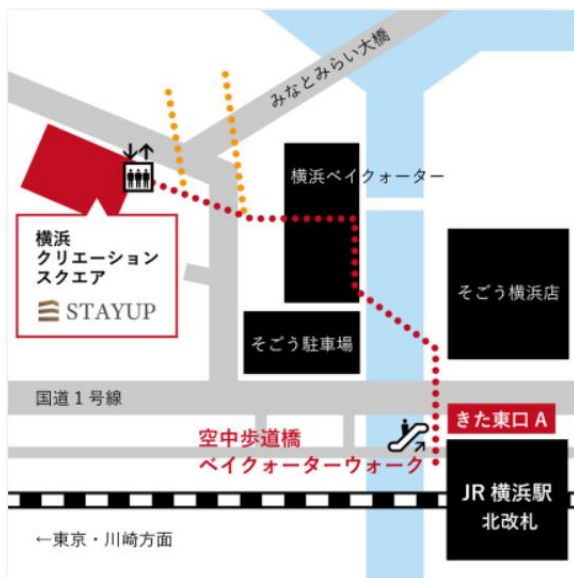 みなとみらい大橋
横浜ベイクォーター
横浜
クリエーション
スクエア
STAYUP
そごう横浜店
そごう駐車場
国道1号線
きた東口 A
空中歩道橋
ベイクォーターウォーク
JR 横浜駅
北改札
←東京・川崎方面